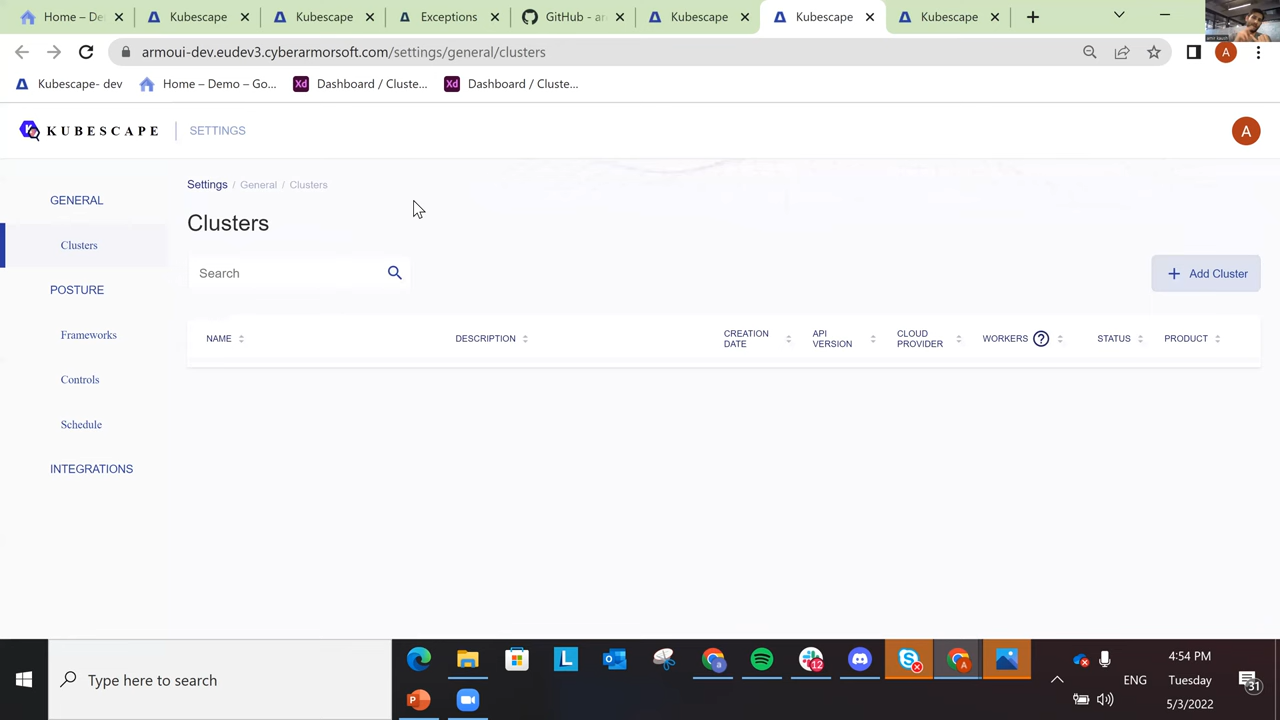 Home – De
Kubescape
Kubescape
Exceptions
GitHub - ar
Kubescape
Kubescape
Kubescape
armoui-dev.eudev3.cyberarmorsoft.com/settings/general/clusters
A
Kubescape- dev
Home – Demo – Go...
Xd Dashboard / Cluste...
Xd Dashboard / Cluste...
KUBESCAPE
SETTINGS
A
GENERAL
Clusters
POSTURE
Frameworks
Controls
Schedule
INTEGRATIONS
Settings / General / Clusters
Clusters
Search
+ Add Cluster
NAME
DESCRIPTION
CREATION DATE
API VERSION
CLOUD PROVIDER
WORKERS ?
STATUS
PRODUCT
Type here to search
12
ENG
4:54 PM
Tuesday
5/3/2022
31